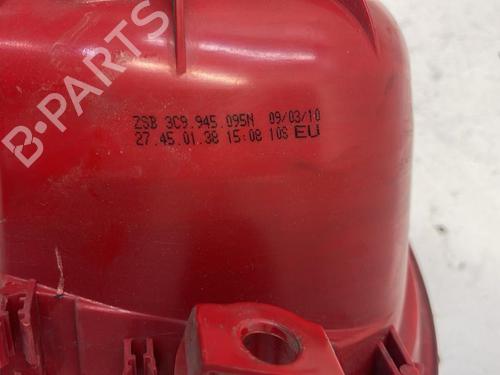 ZSB 3C9.945.095N 09/03/10
27.45.01.38 15:08 10S EU
B-PARTS